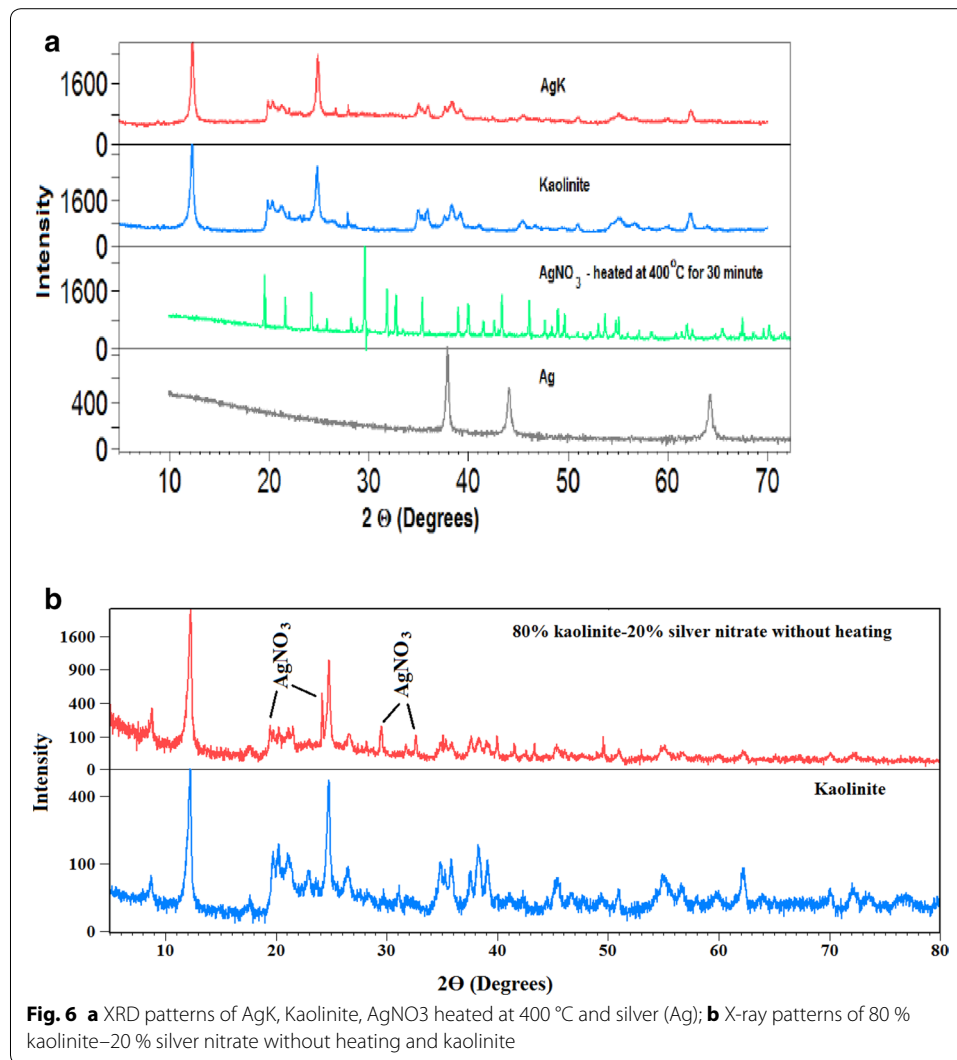 a
AgK
1600
0
Kaolinite
1600
0
AgNO3 - heated at 400°C for 30 minute
1600
0
Ag
400
0
Intensity
10 20 30 40 50 60 70
2 Θ (Degrees)
b
80% kaolinite-20% silver nitrate without heating
AgNO3
AgNO3
1600
900
400
100
0
Kaolinite
400
100
0
Intensity
10 20 30 40 50 60 70 80
2Θ (Degrees)
Fig. 6 a XRD patterns of AgK, Kaolinite, AgNO3 heated at 400 °C and silver (Ag); b X-ray patterns of 80 %
kaolinite–20 % silver nitrate without heating and kaolinite